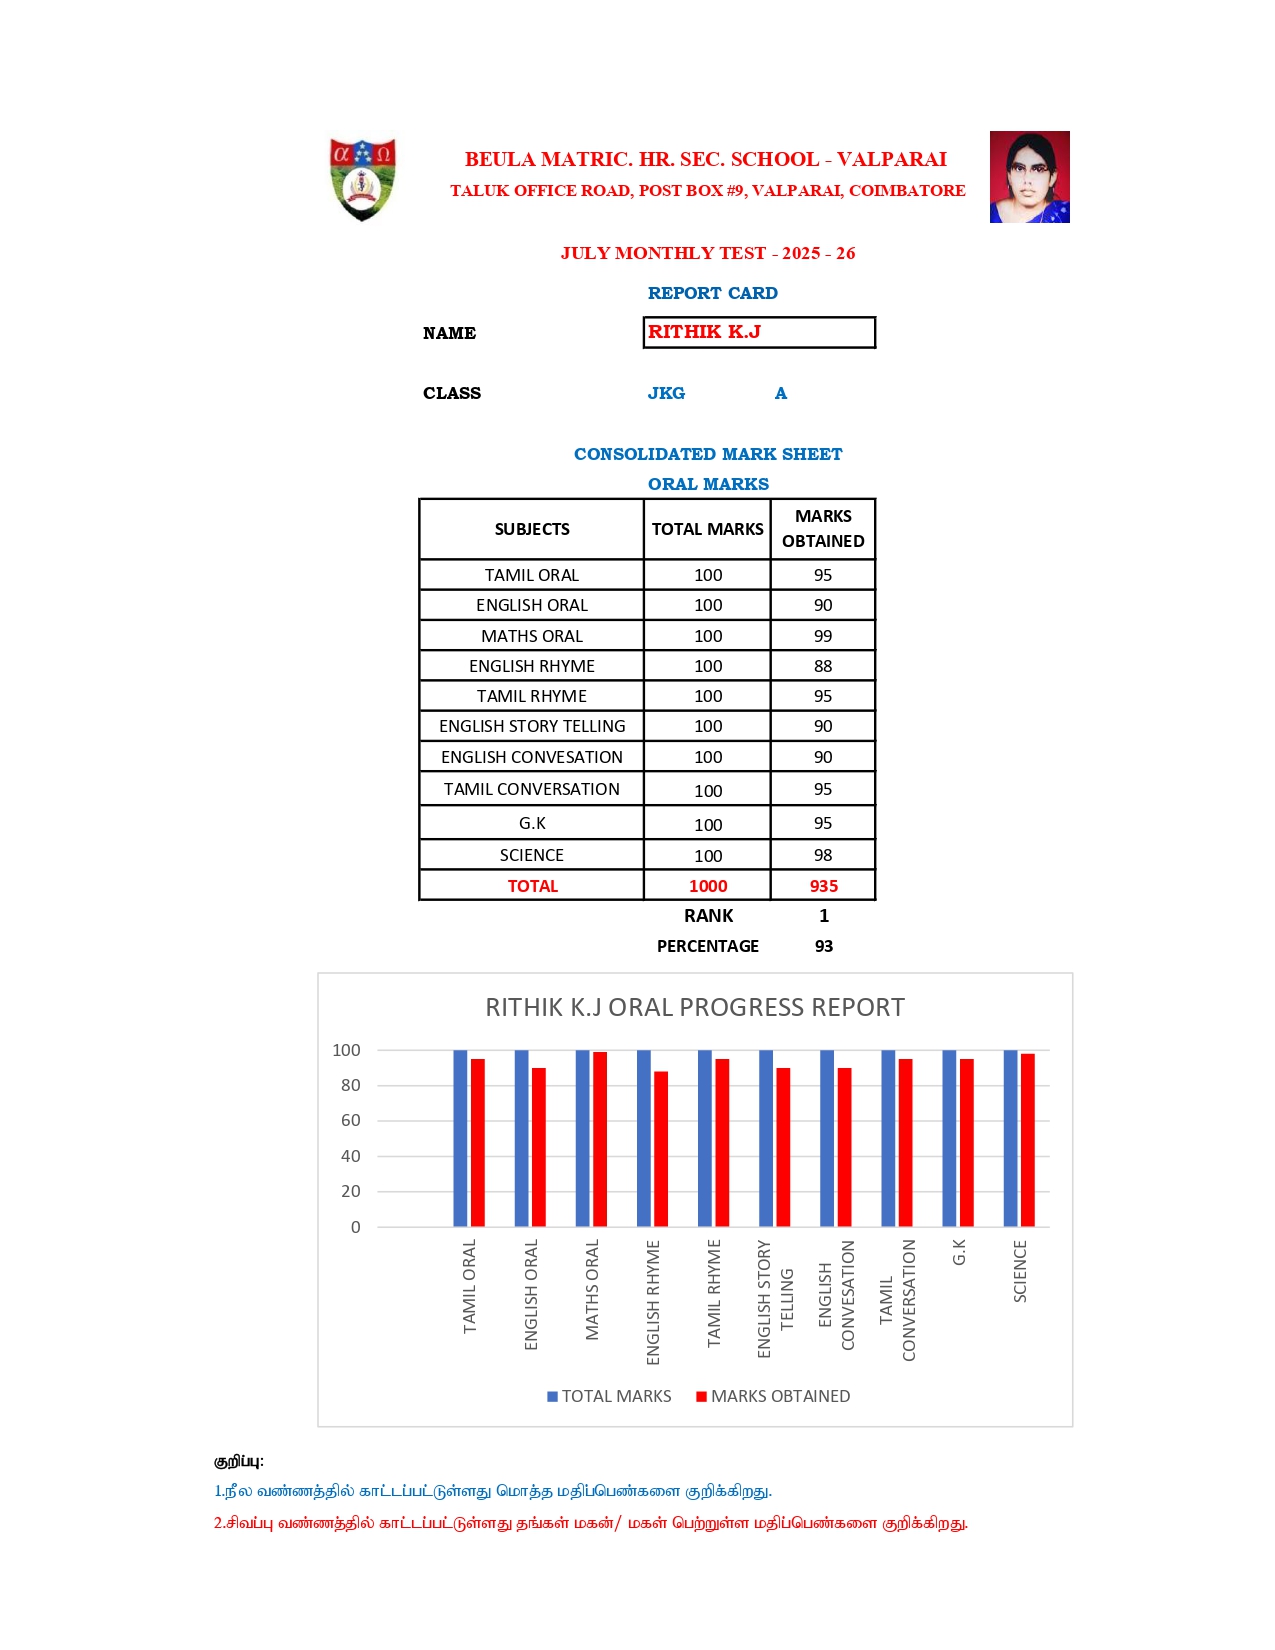 α Ω
BEULA MATRIC. HR. SEC. SCHOOL - VALPARAI
TALUK OFFICE ROAD, POST BOX #9, VALPARAI, COIMBATORE
JULY MONTHLY TEST - 2025 - 26
REPORT CARD
NAME RITHIK K.J
CLASS JKG A
CONSOLIDATED MARK SHEET
ORAL MARKS
SUBJECTS TOTAL MARKS MARKS OBTAINED
TAMIL ORAL 100 95
ENGLISH ORAL 100 90
MATHS ORAL 100 99
ENGLISH RHYME 100 88
TAMIL RHYME 100 95
ENGLISH STORY TELLING 100 90
ENGLISH CONVESATION 100 90
TAMIL CONVERSATION 100 95
G.K 100 95
SCIENCE 100 98
TOTAL 1000 935
RANK 1
PERCENTAGE 93
RITHIK K.J ORAL PROGRESS REPORT
100
80
60
40
20
0
TAMIL ORAL
ENGLISH ORAL
MATHS ORAL
ENGLISH RHYME
TAMIL RHYME
ENGLISH STORY
TELLING
ENGLISH
CONVESATION
TAMIL
CONVERSATION
G.K
SCIENCE
TOTAL MARKS MARKS OBTAINED
குறிப்பு:
1.நீல வண்ணத்தில் காட்டப்பட்டுள்ளது மொத்த மதிப்பெண்களை குறிக்கிறது.
2.சிவப்பு வண்ணத்தில் காட்டப்பட்டுள்ளது தங்கள் மகன்/ மகள் பெற்றுள்ள மதிப்பெண்களை குறிக்கிறது.